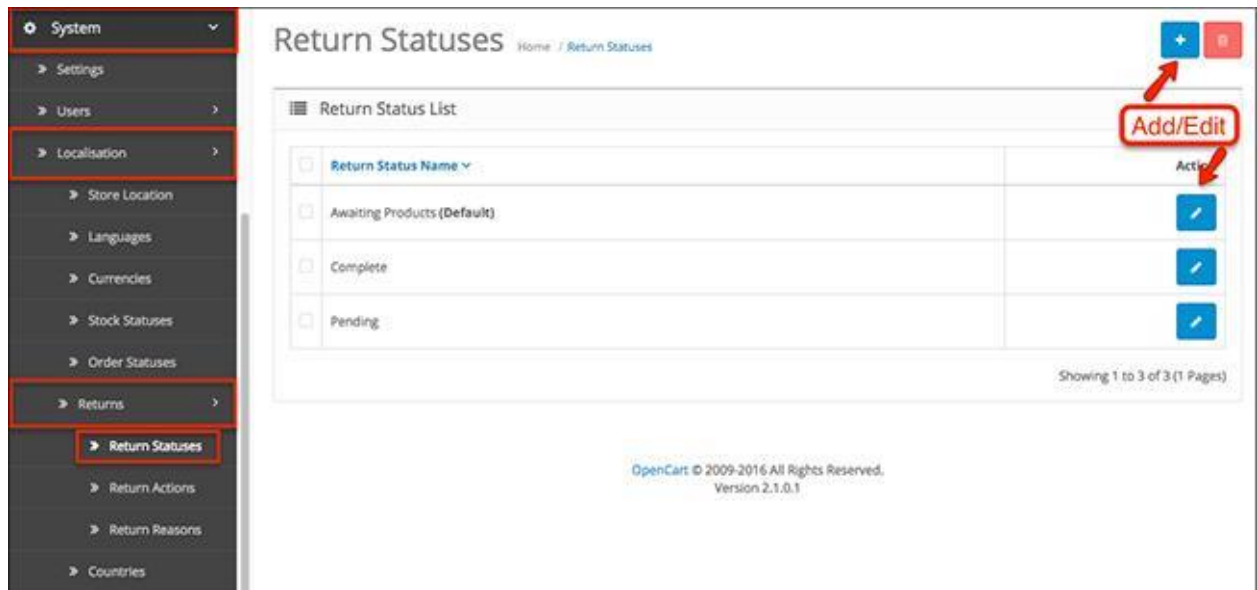 System
Settings
Users
Localisation
Store Location
Languages
Currencies
Stock Statuses
Order Statuses
Returns
Return Statuses
Return Actions
Return Reasons
Countries
Return Statuses Home / Return Statuses
Add/Edit
Return Status List
Return Status Name Action
Awaiting Products (Default)
Complete
Pending
Showing 1 to 3 of 3 (1 Pages)
OpenCart © 2009-2016 All Rights Reserved.
Version 2.1.0.1